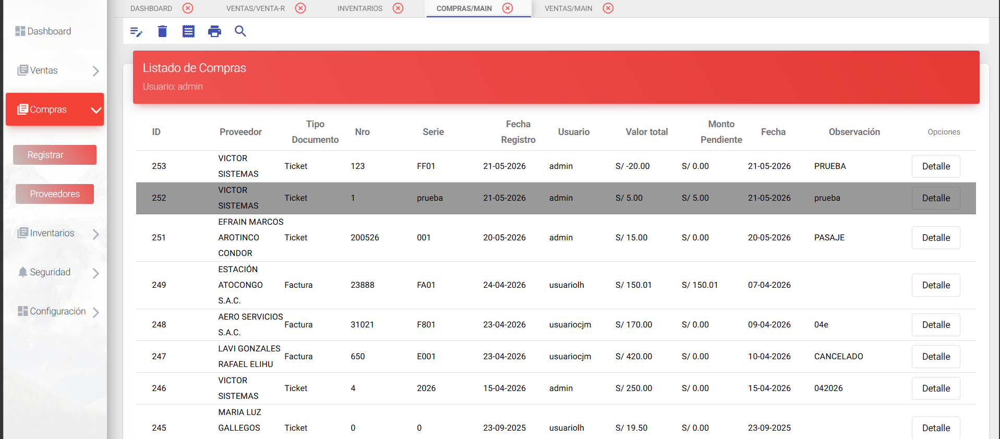 DASHBOARD VENTAS/VENTA-R INVENTARIOS COMPRAS/MAIN VENTAS/MAIN
Dashboard
Ventas
Compras
Registrar
Proveedores
Inventarios
Seguridad
Configuración
Listado de Compras
Usuario: admin
ID Proveedor Tipo Documento Nro Serie Fecha Registro Usuario Valor total Monto Pendiente Fecha Observación Opciones
253 VICTOR SISTEMAS Ticket 123 FF01 21-05-2026 admin S/ -20.00 S/ 0.00 21-05-2026 PRUEBA Detalle
252 VICTOR SISTEMAS Ticket 1 prueba 21-05-2026 admin S/ 5.00 S/ 5.00 21-05-2026 prueba Detalle
251 EFRAIN MARCOS AROTINCO CONDOR Ticket 200526 001 20-05-2026 admin S/ 15.00 S/ 0.00 20-05-2026 PASAJE Detalle
249 ESTACIÓN ATOCONGO S.A.C. Factura 23888 FA01 24-04-2026 usuariolh S/ 150.01 S/ 150.01 07-04-2026 Detalle
248 AERO SERVICIOS S.A.C. Factura 31021 F801 23-04-2026 usuariocjm S/ 170.00 S/ 0.00 09-04-2026 04e Detalle
247 LAVI GONZALES RAFAEL ELIHU Factura 650 E001 23-04-2026 usuariocjm S/ 420.00 S/ 0.00 10-04-2026 CANCELADO Detalle
246 VICTOR SISTEMAS Ticket 4 2026 15-04-2026 admin S/ 250.00 S/ 0.00 15-04-2026 042026 Detalle
245 MARIA LUZ GALLEGOS Ticket 0 0 23-09-2025 usuariolh S/ 19.50 S/ 0.00 23-09-2025 Detalle